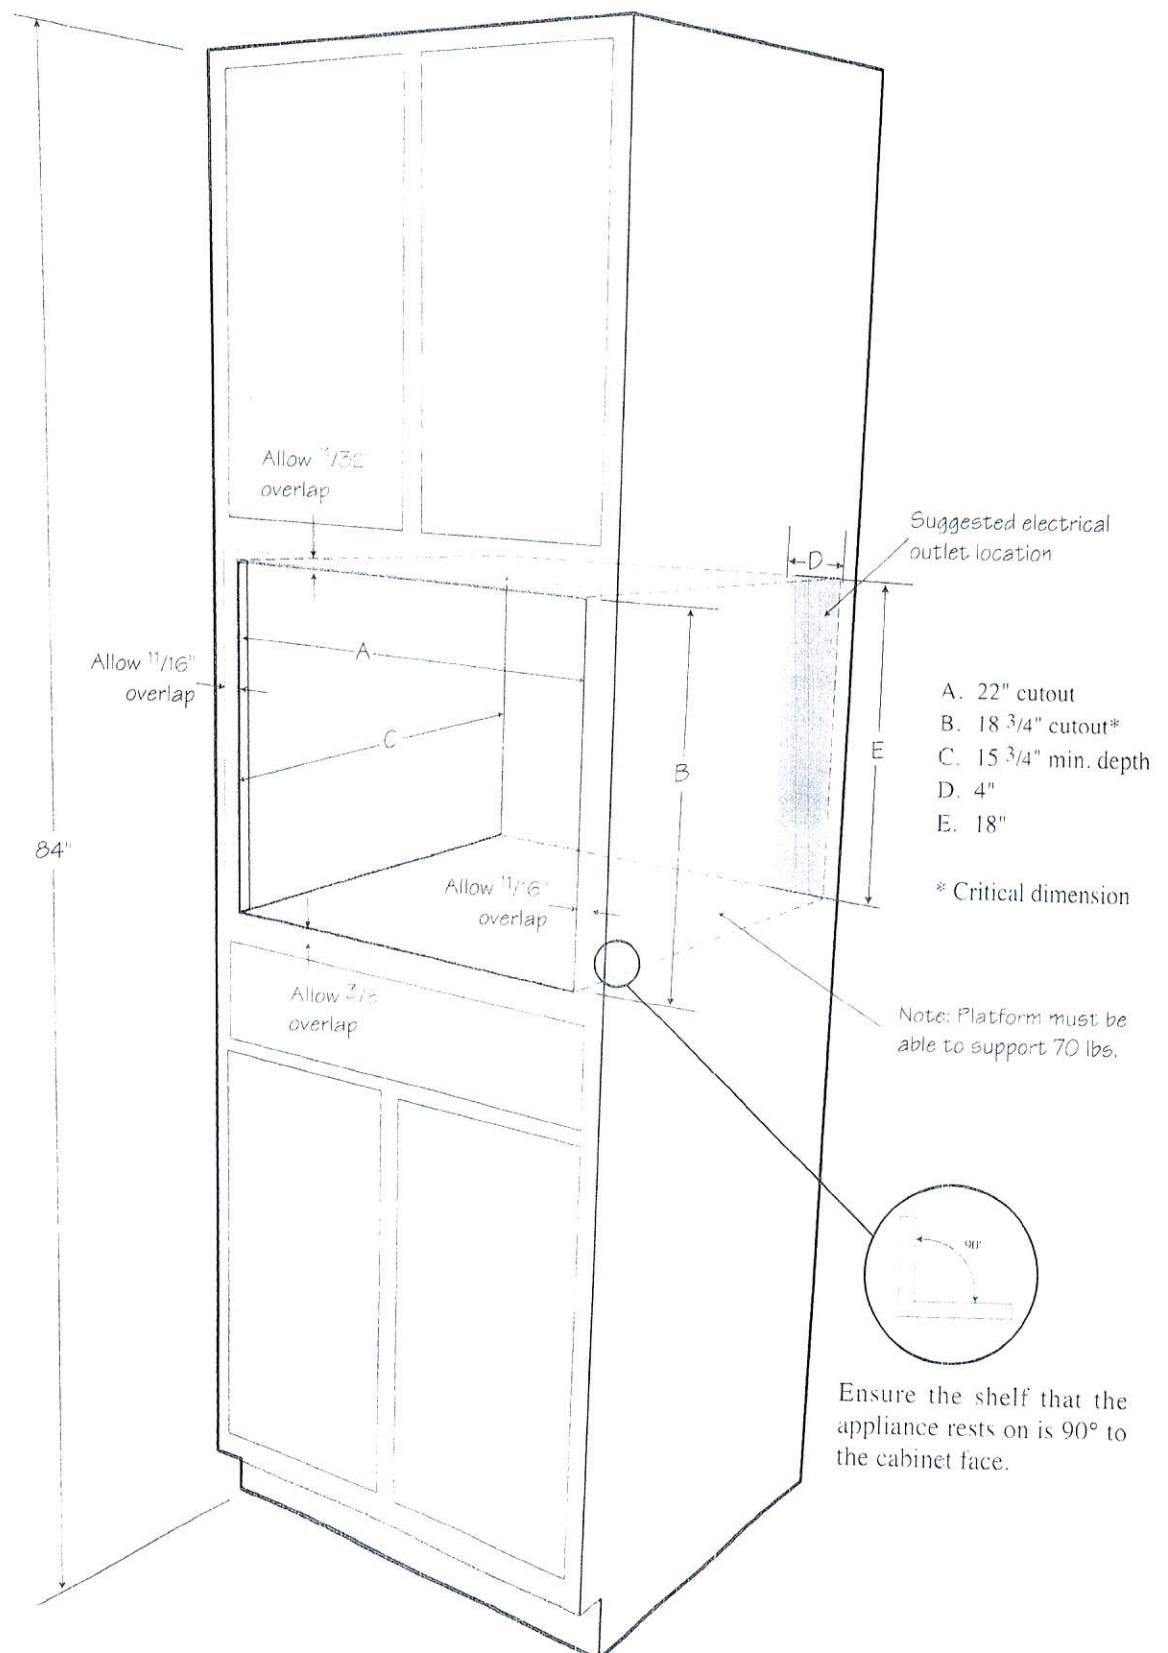 Allow 11/32"
overlap
Suggested electrical
outlet location
D
A
Allow 11/16"
overlap
C
B
E
A. 22" cutout
B. 18 3/4" cutout*
C. 15 3/4" min. depth
D. 4"
E. 18"
* Critical dimension
84"
Allow 11/16"
overlap
Allow 3/8
overlap
Note: Platform must be
able to support 70 lbs.
90°
Ensure the shelf that the
appliance rests on is 90° to
the cabinet face.